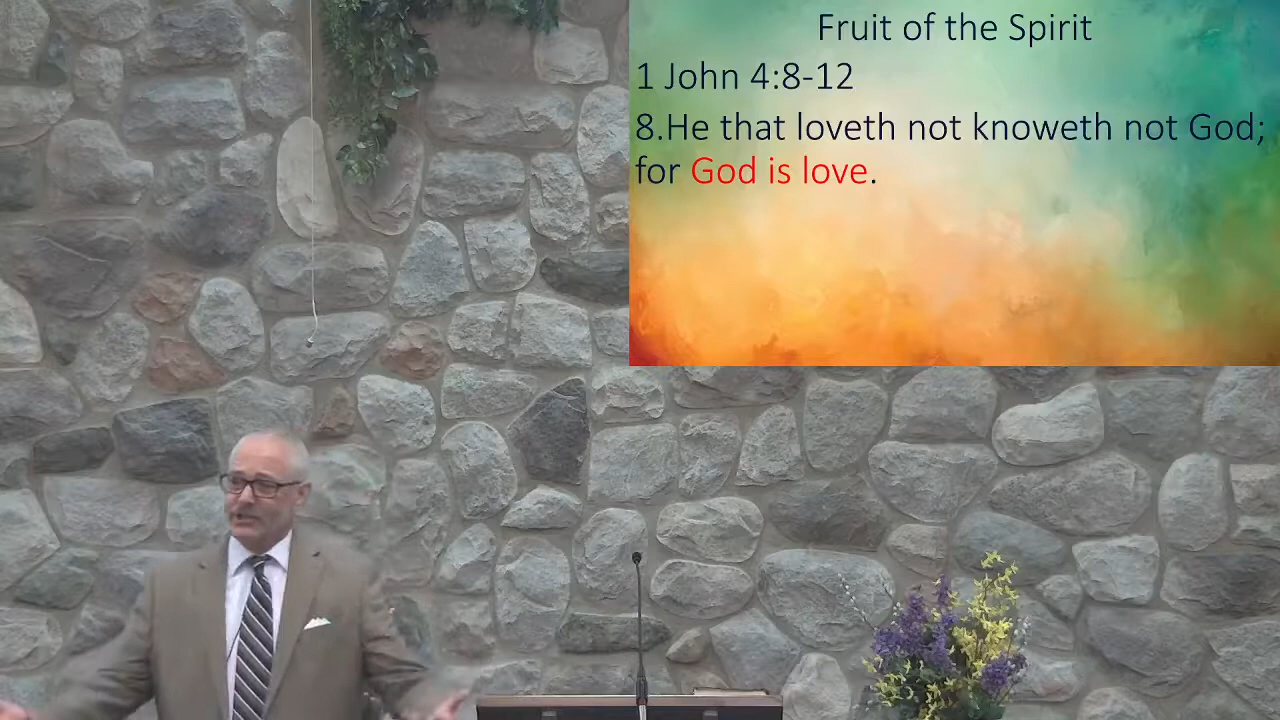 Fruit of the Spirit
1 John 4:8-12
8.He that loveth not knoweth not God;
for God is love.